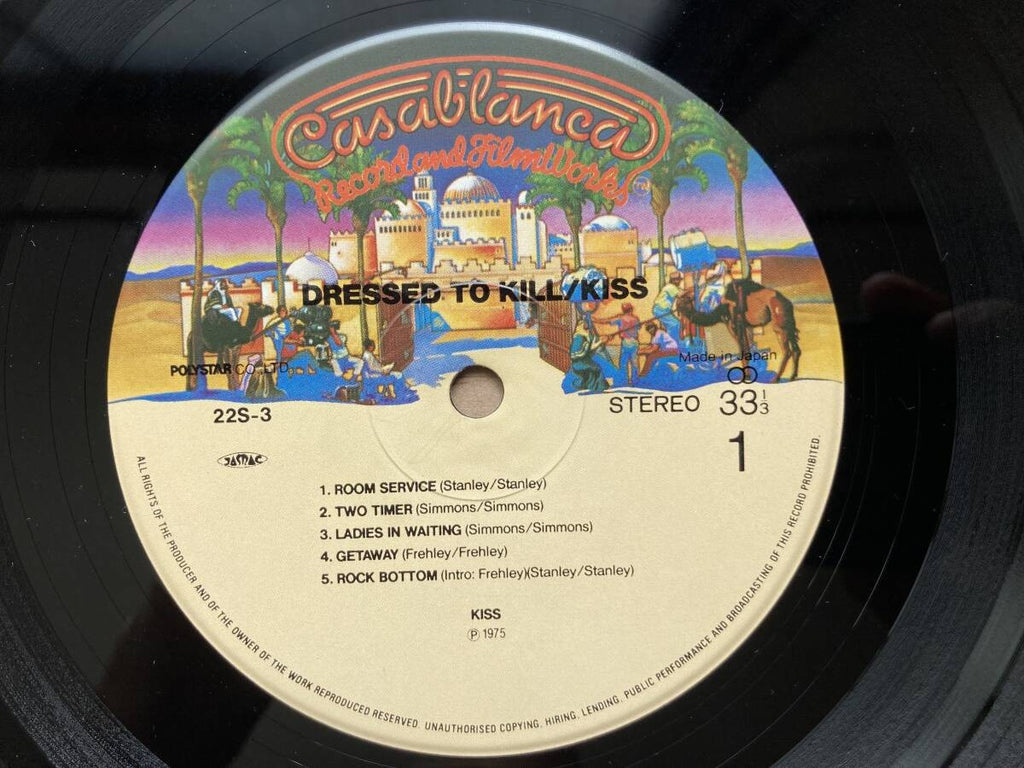 Casablanca
Record and FilmWorks TM
DRESSED TO KILL/KISS
POLYSTAR CO., LTD.
Made in Japan
22S-3
STEREO 33 1/3
1
JASRAC
1. ROOM SERVICE (Stanley/Stanley)
2. TWO TIMER (Simmons/Simmons)
3. LADIES IN WAITING (Simmons/Simmons)
4. GETAWAY (Frehley/Frehley)
5. ROCK BOTTOM (Intro: Frehley)(Stanley/Stanley)
KISS
Ⓟ 1975
ALL RIGHTS OF THE PRODUCER AND OF THE OWNER OF THE WORK REPRODUCED RESERVED. UNAUTHORISED COPYING, HIRING, LENDING, PUBLIC PERFORMANCE AND BROADCASTING OF THIS RECORD PROHIBITED.